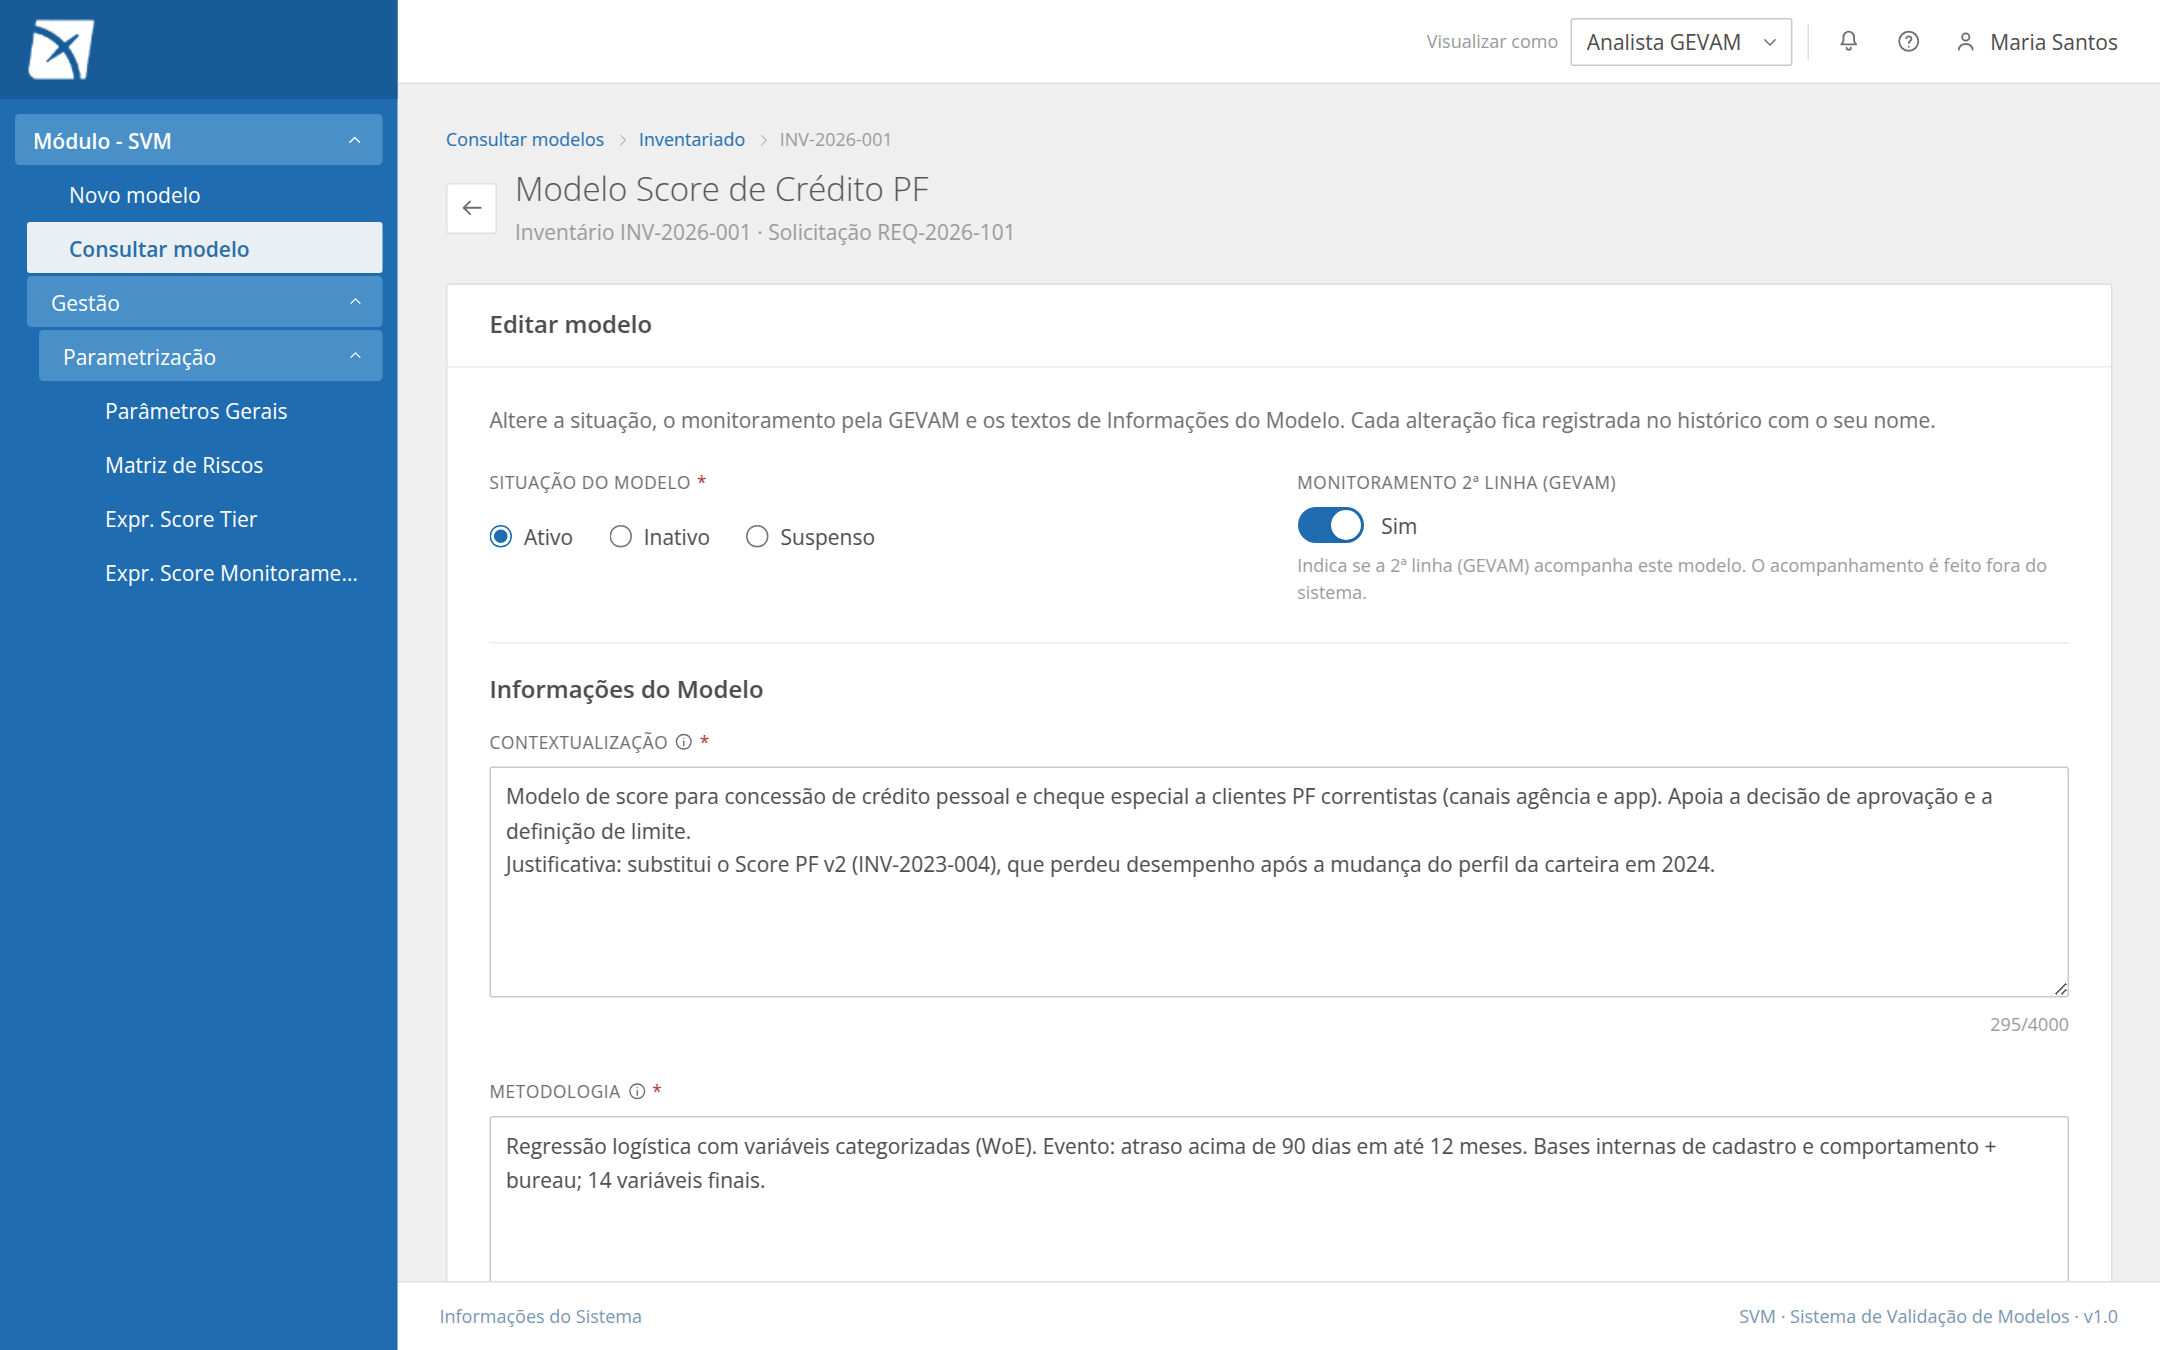 Visualizar como
Analista GEVAM
Maria Santos
Módulo - SVM
Novo modelo
Consultar modelo
Gestão
Parametrização
Parâmetros Gerais
Matriz de Riscos
Expr. Score Tier
Expr. Score Monitorame...
Consultar modelos > Inventariado > INV-2026-001
Modelo Score de Crédito PF
Inventário INV-2026-001 · Solicitação REQ-2026-101
Editar modelo
Altere a situação, o monitoramento pela GEVAM e os textos de Informações do Modelo. Cada alteração fica registrada no histórico com o seu nome.
SITUAÇÃO DO MODELO *
Ativo
Inativo
Suspenso
MONITORAMENTO 2ª LINHA (GEVAM)
Sim
Indica se a 2ª linha (GEVAM) acompanha este modelo. O acompanhamento é feito fora do
sistema.
Informações do Modelo
CONTEXTUALIZAÇÃO *
Modelo de score para concessão de crédito pessoal e cheque especial a clientes PF correntistas (canais agência e app). Apoia a decisão de aprovação e a
definição de limite.
Justificativa: substitui o Score PF v2 (INV-2023-004), que perdeu desempenho após a mudança do perfil da carteira em 2024.
295/4000
METODOLOGIA *
Regressão logística com variáveis categorizadas (WoE). Evento: atraso acima de 90 dias em até 12 meses. Bases internas de cadastro e comportamento +
bureau; 14 variáveis finais.
Informações do Sistema
SVM · Sistema de Validação de Modelos · v1.0